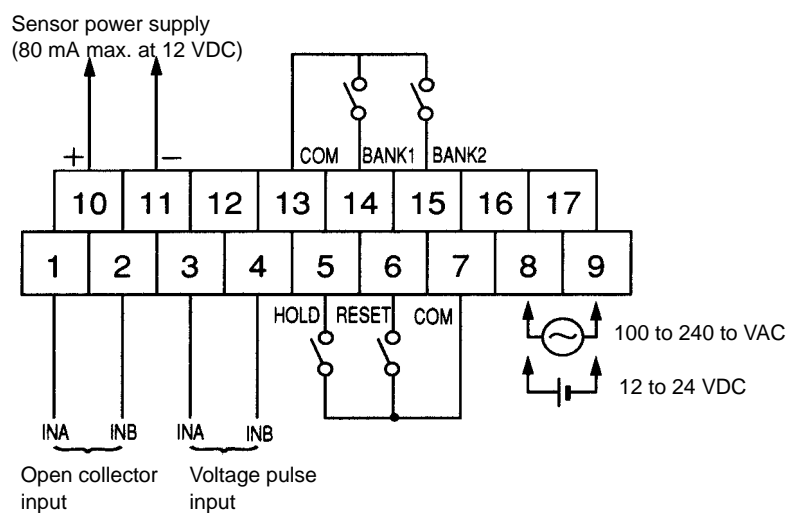 Sensor power supply
(80 mA max. at 12 VDC)
+ −
COM BANK1 BANK2
10 11 12 13 14 15 16 17
1 2 3 4 5 6 7 8 9
HOLD RESET COM
100 to 240 to VAC
12 to 24 VDC
INA INB INA INB
Open collector
input
Voltage pulse
input